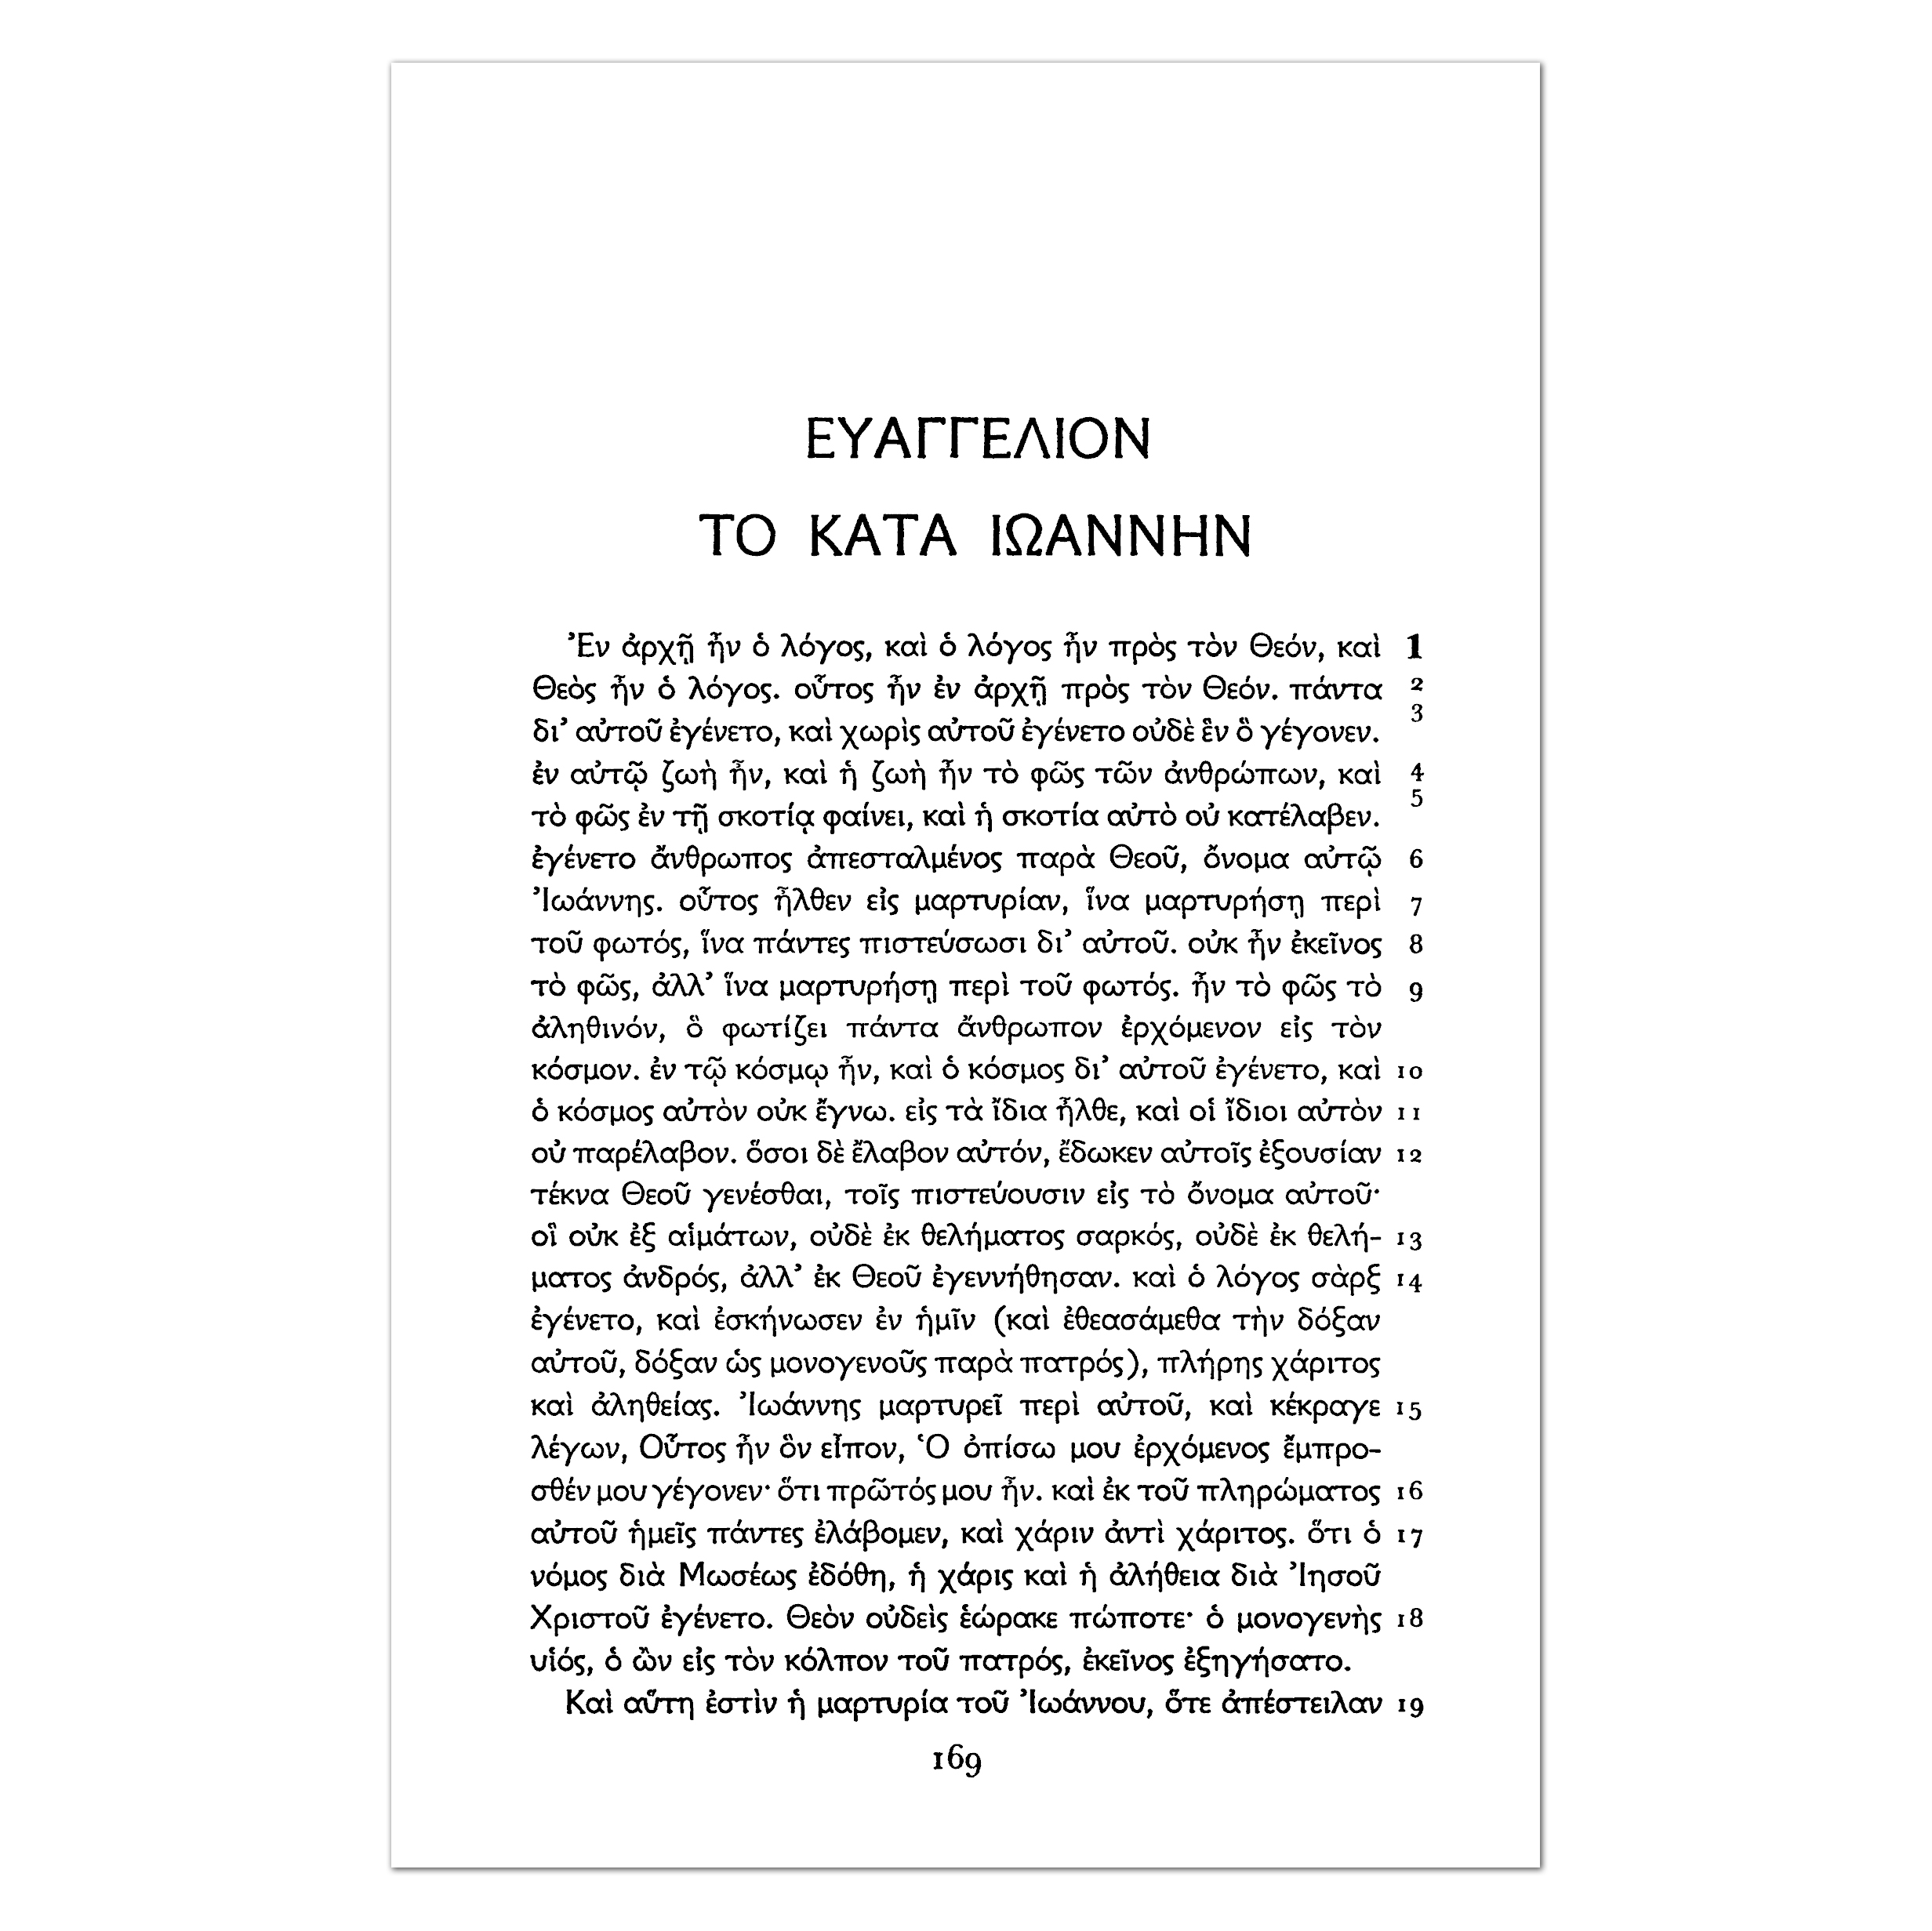 ΕΥΑΓΓΕΛΙΟΝ
ΤΟ ΚΑΤΑ ΙΩΑΝΝΗΝ
Ἐν ἀρχῇ ἦν ὁ λόγος, καὶ ὁ λόγος ἦν πρὸς τὸν Θεόν, καὶ 1
Θεὸς ἦν ὁ λόγος. οὗτος ἦν ἐν ἀρχῇ πρὸς τὸν Θεόν. πάντα 2
3
δι’ αὐτοῦ ἐγένετο, καὶ χωρὶς αὐτοῦ ἐγένετο οὐδὲ ἓν ὃ γέγονεν.
ἐν αὐτῷ ζωὴ ἦν, καὶ ἡ ζωὴ ἦν τὸ φῶς τῶν ἀνθρώπων, καὶ 4
5
τὸ φῶς ἐν τῇ σκοτίᾳ φαίνει, καὶ ἡ σκοτία αὐτὸ οὐ κατέλαβεν.
ἐγένετο ἄνθρωπος ἀπεσταλμένος παρὰ Θεοῦ, ὄνομα αὐτῷ 6
Ἰωάννης. οὗτος ἦλθεν εἰς μαρτυρίαν, ἵνα μαρτυρήσῃ περὶ 7
τοῦ φωτός, ἵνα πάντες πιστεύσωσι δι’ αὐτοῦ. οὐκ ἦν ἐκεῖνος 8
τὸ φῶς, ἀλλ’ ἵνα μαρτυρήσῃ περὶ τοῦ φωτός. ἦν τὸ φῶς τὸ 9
ἀληθινόν, ὃ φωτίζει πάντα ἄνθρωπον ἐρχόμενον εἰς τὸν
κόσμον. ἐν τῷ κόσμῳ ἦν, καὶ ὁ κόσμος δι’ αὐτοῦ ἐγένετο, καὶ 10
ὁ κόσμος αὐτὸν οὐκ ἔγνω. εἰς τὰ ἴδια ἦλθε, καὶ οἱ ἴδιοι αὐτὸν 11
οὐ παρέλαβον. ὅσοι δὲ ἔλαβον αὐτόν, ἔδωκεν αὐτοῖς ἐξουσίαν 12
τέκνα Θεοῦ γενέσθαι, τοῖς πιστεύουσιν εἰς τὸ ὄνομα αὐτοῦ·
οἳ οὐκ ἐξ αἱμάτων, οὐδὲ ἐκ θελήματος σαρκός, οὐδὲ ἐκ θελή- 13
ματος ἀνδρός, ἀλλ’ ἐκ Θεοῦ ἐγεννήθησαν. καὶ ὁ λόγος σὰρξ 14
ἐγένετο, καὶ ἐσκήνωσεν ἐν ἡμῖν (καὶ ἐθεασάμεθα τὴν δόξαν
αὐτοῦ, δόξαν ὡς μονογενοῦς παρὰ πατρός), πλήρης χάριτος
καὶ ἀληθείας. Ἰωάννης μαρτυρεῖ περὶ αὐτοῦ, καὶ κέκραγε 15
λέγων, Οὗτος ἦν ὃν εἶπον, Ὁ ὀπίσω μου ἐρχόμενος ἔμπρο-
σθέν μου γέγονεν· ὅτι πρῶτός μου ἦν. καὶ ἐκ τοῦ πληρώματος 16
αὐτοῦ ἡμεῖς πάντες ἐλάβομεν, καὶ χάριν ἀντὶ χάριτος. ὅτι ὁ 17
νόμος διὰ Μωσέως ἐδόθη, ἡ χάρις καὶ ἡ ἀλήθεια διὰ Ἰησοῦ
Χριστοῦ ἐγένετο. Θεὸν οὐδεὶς ἑώρακε πώποτε· ὁ μονογενὴς 18
υἱός, ὁ ὢν εἰς τὸν κόλπον τοῦ πατρός, ἐκεῖνος ἐξηγήσατο.
Καὶ αὕτη ἐστὶν ἡ μαρτυρία τοῦ Ἰωάννου, ὅτε ἀπέστειλαν 19
169